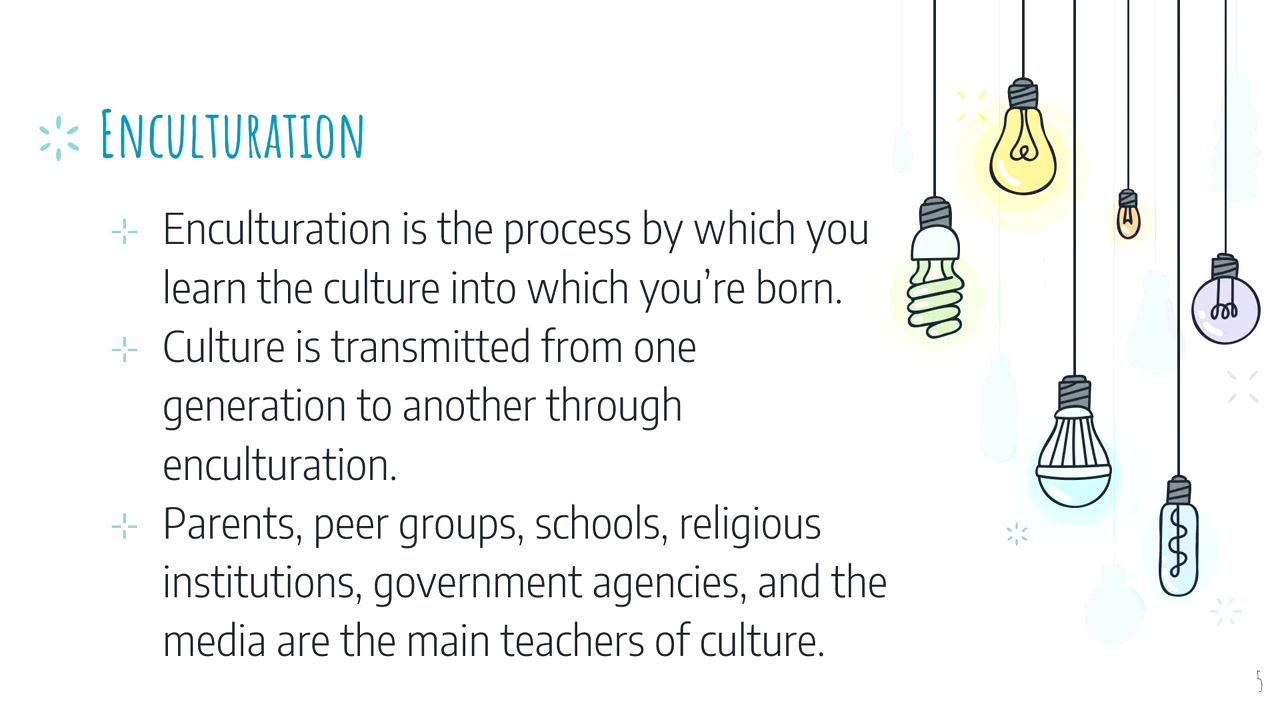 Enculturation
Enculturation is the process by which you
learn the culture into which you’re born.
Culture is transmitted from one
generation to another through
enculturation.
Parents, peer groups, schools, religious
institutions, government agencies, and the
media are the main teachers of culture.
5